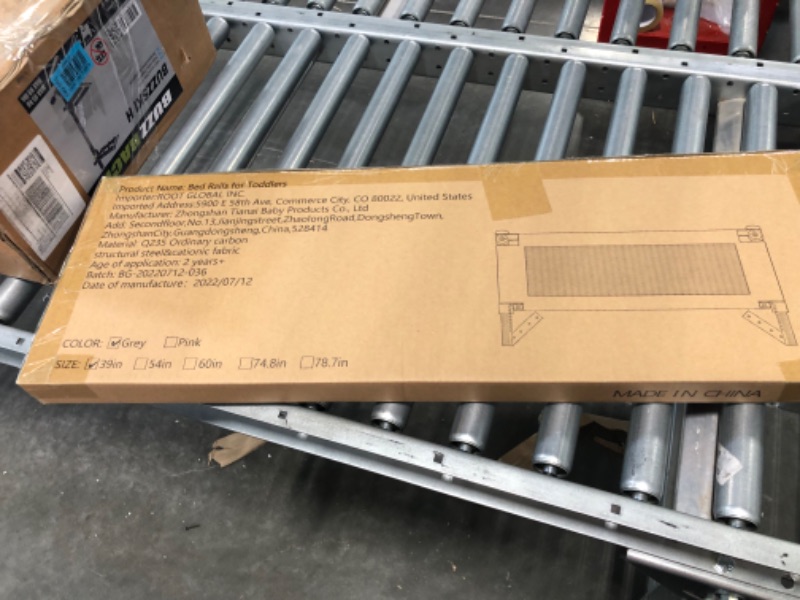 Product Name: Bed Rails for Toddlers
Importer:ROOT GLOBAL INC.
Imported Address:5900 E 58th Ave, Commerce City, CO 80022, United States
Manufacturer: Zhongshan Tianai Baby Products Co., Ltd
Add. Secondfloor,No.13,lianjingstreet,ZhaolongRoad,DongshengTown,
ZhongshanCity,Guangdongsheng,China,528414
Material: Q235 Ordinary carbon
structural steel&cationic fabric
Age of application: 2 years+
Batch: BG-20220712-036
Date of manufacture: 2022/07/12
COLOR: Grey Pink
SIZE: 39in 54in 60in 74.8in 78.7in
MADE IN CHINA
BUZZ